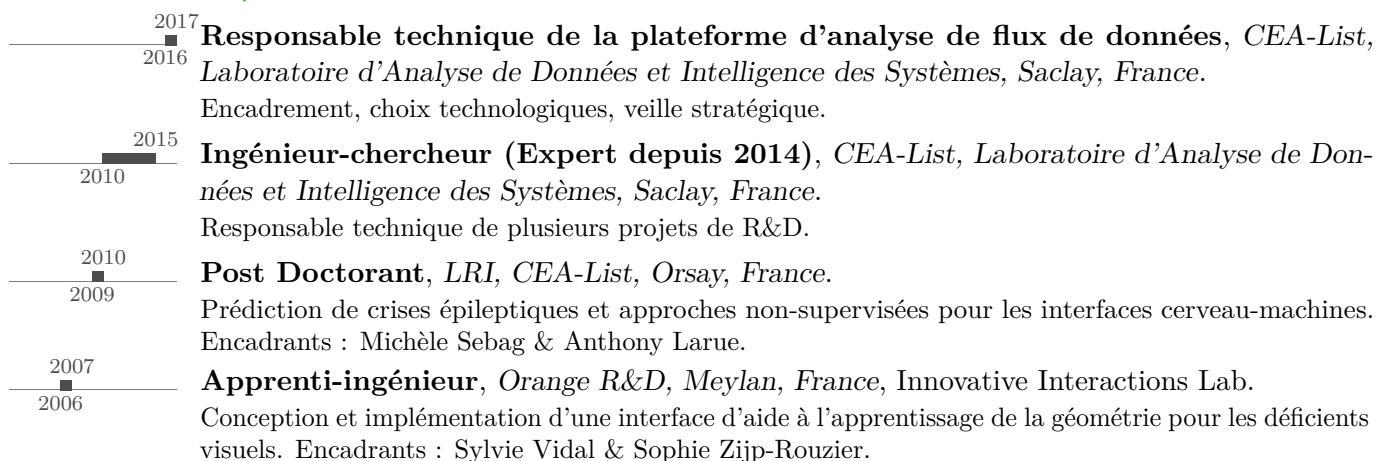 2017
2016
Responsable technique de la plateforme d'analyse de flux de données, CEA-List,
Laboratoire d'Analyse de Données et Intelligence des Systèmes, Saclay, France.
Encadrement, choix technologiques, veille stratégique.
2015
2010
Ingénieur-chercheur (Expert depuis 2014), CEA-List, Laboratoire d'Analyse de Don-
nées et Intelligence des Systèmes, Saclay, France.
Responsable technique de plusieurs projets de R&D.
2010
2009
Post Doctorant, LRI, CEA-List, Orsay, France.
Prédiction de crises épileptiques et approches non-supervisées pour les interfaces cerveau-machines.
Encadrants : Michèle Sebag & Anthony Larue.
2007
2006
Apprenti-ingénieur, Orange R&D, Meylan, France, Innovative Interactions Lab.
Conception et implémentation d'une interface d'aide à l'apprentissage de la géométrie pour les déficients
visuels. Encadrants : Sylvie Vidal & Sophie Zijp-Rouzier.